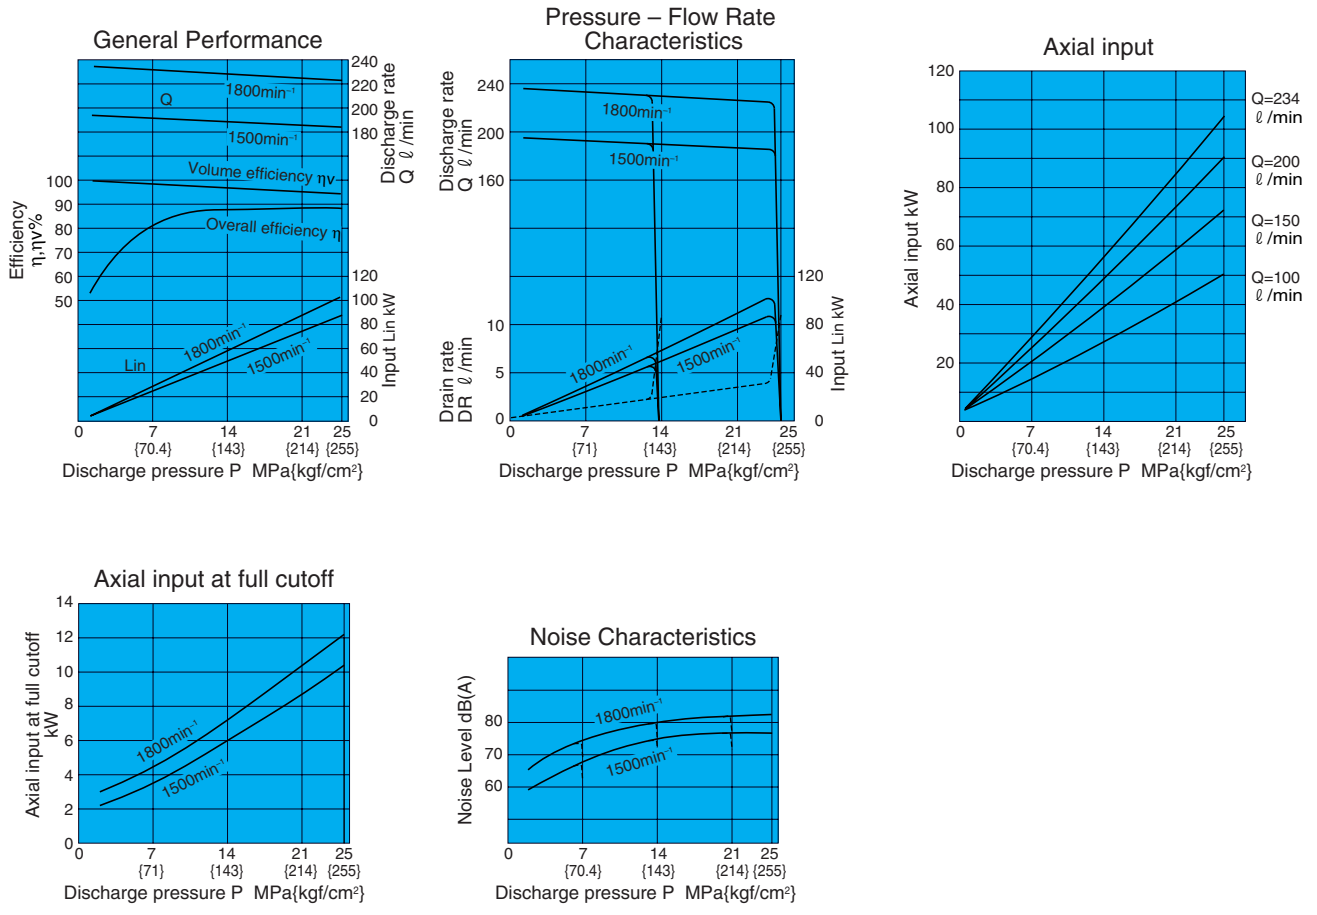 General Performance
240
220
200
180
Discharge rate
Q ℓ/min
1800min⁻¹
Q
1500min⁻¹
Volume efficiency ηv
Overall efficiency η
100
90
80
70
60
50
Efficiency
η,ηv%
120
100
80
60
40
20
0
Input Lin kW
1800min⁻¹
Lin
1500min⁻¹
0 7 14 21 25
{70.4} {143} {214} {255}
Discharge pressure P MPa{kgf/cm²}
Pressure – Flow Rate
Characteristics
240
200
160
Discharge rate
Q ℓ/min
1800min⁻¹
1500min⁻¹
10
5
0
Drain rate
DR ℓ/min
120
80
40
0
Input Lin kW
1800min⁻¹
1500min⁻¹
0 7 14 21 25
{71} {143} {214} {255}
Discharge pressure P MPa{kgf/cm²}
Axial input
120
100
80
60
40
20
Axial input kW
Q=234
ℓ/min
Q=200
ℓ/min
Q=150
ℓ/min
Q=100
ℓ/min
0 7 14 21 25
{70.4} {143} {214} {255}
Discharge pressure P MPa{kgf/cm²}
Axial input at full cutoff
14
12
10
8
6
4
2
0
Axial input at full cutoff
kW
1800min⁻¹
1500min⁻¹
0 7 14 21 25
{71} {143} {214} {255}
Discharge pressure P MPa{kgf/cm²}
Noise Characteristics
80
70
60
Noise Level dB(A)
1800min⁻¹
1500min⁻¹
0 7 14 21 25
{70.4} {143} {214} {255}
Discharge pressure P MPa{kgf/cm²}